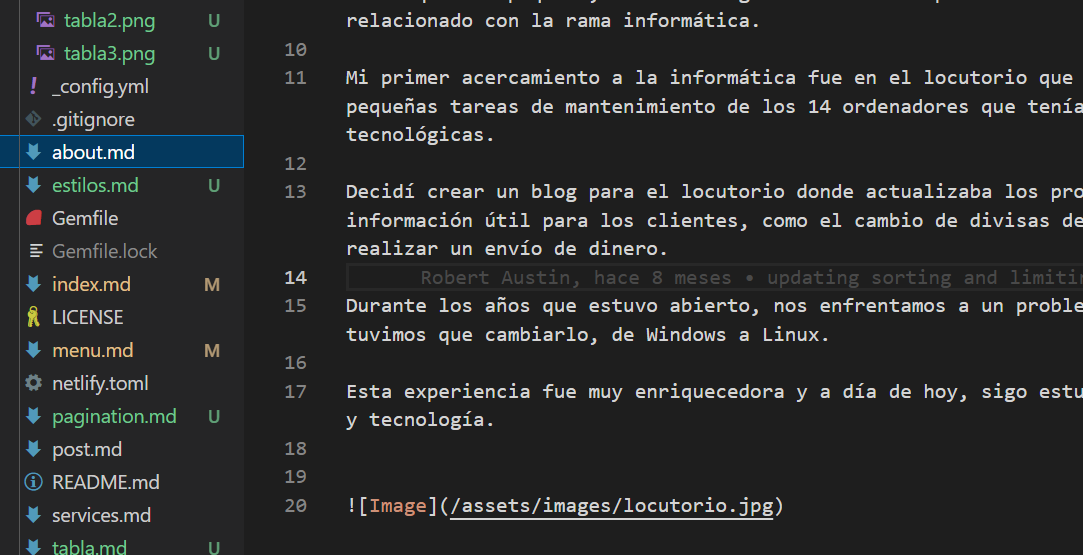 tabla2.png U
tabla3.png U
_config.yml
.gitignore
about.md
estilos.md U
Gemfile
Gemfile.lock
index.md M
LICENSE
menu.md M
netlify.toml
pagination.md U
post.md
README.md
services.md
tabla.md U
relacionado con la rama informática.
10
11 Mi primer acercamiento a la informática fue en el locutorio que
pequeñas tareas de mantenimiento de los 14 ordenadores que tenía
tecnológicas.
12
13 Decidí crear un blog para el locutorio donde actualizaba los pro
información útil para los clientes, como el cambio de divisas de
realizar un envío de dinero.
14 Robert Austin, hace 8 meses • updating sorting and limitin
15 Durante los años que estuvo abierto, nos enfrentamos a un proble
tuvimos que cambiarlo, de Windows a Linux.
16
17 Esta experiencia fue muy enriquecedora y a día de hoy, sigo estu
y tecnología.
18
19
20 ![Image](/assets/images/locutorio.jpg)